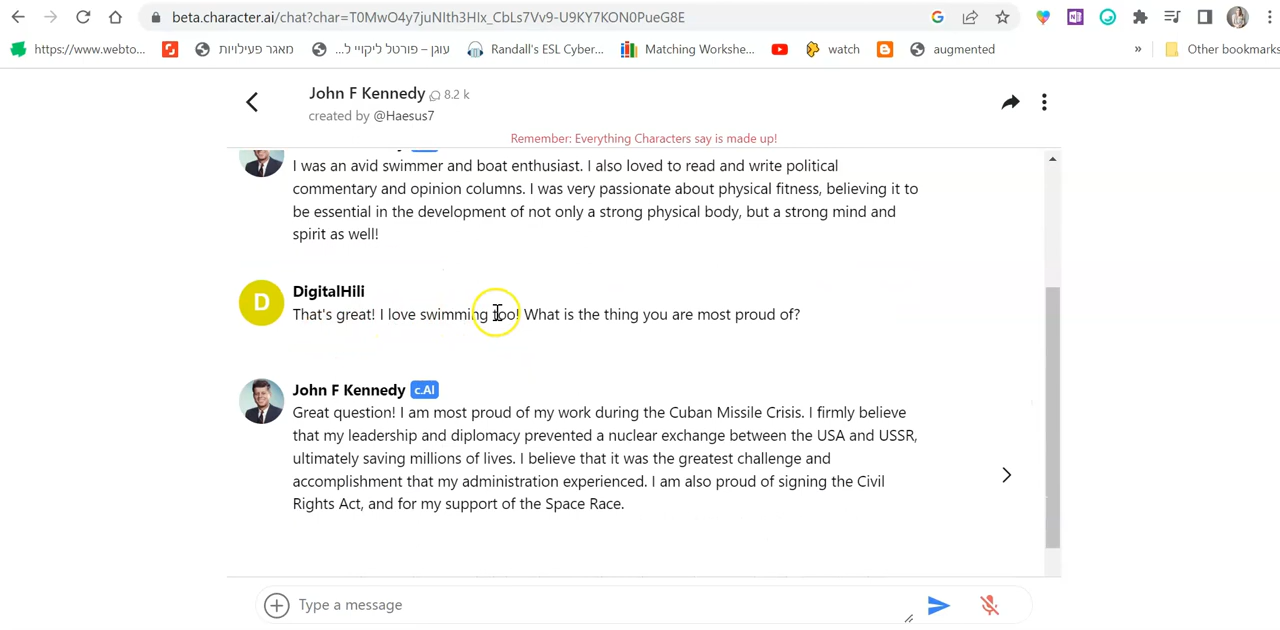 beta.character.ai/chat?char=T0MwO4y7juNIth3HIx_CbLs7Vv9-U9KY7KON0PueG8E
https://www.webto...
מאגר פעילויות
עוגן – פורטל ליקויי ל...
Randall's ESL Cyber...
Matching Workshe...
watch
augmented
»
Other bookmarks
John F Kennedy 8.2 k
created by @Haesus7
Remember: Everything Characters say is made up!
I was an avid swimmer and boat enthusiast. I also loved to read and write political
commentary and opinion columns. I was very passionate about physical fitness, believing it to
be essential in the development of not only a strong physical body, but a strong mind and
spirit as well!
D
DigitalHili
That's great! I love swimming too! What is the thing you are most proud of?
John F Kennedy c.AI
Great question! I am most proud of my work during the Cuban Missile Crisis. I firmly believe
that my leadership and diplomacy prevented a nuclear exchange between the USA and USSR,
ultimately saving millions of lives. I believe that it was the greatest challenge and
accomplishment that my administration experienced. I am also proud of signing the Civil
Rights Act, and for my support of the Space Race.
Type a message